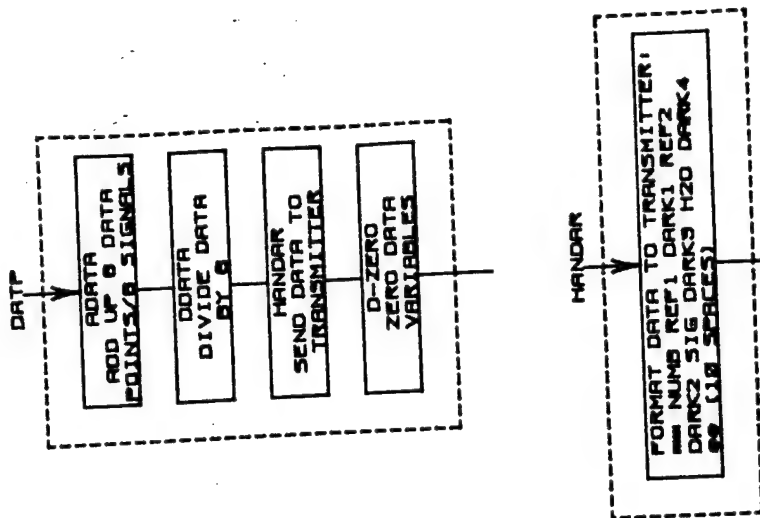 DATP
ADATA
ADD UP 8 DATA
POINTS/8 SIGNALS
DDATA
DIVIDE DATA
BY
HANDAR
SEND DATA TO
TRANSMITTER
D-ZERO
ZERO DATA
VARIABLES
HANDAR
FORMAT DATA TO TRANSMITTER:
NUMB REF1 DARK1 REF2
DARK2 SIG DARK3 H2O DARK4
(10 SPACES)